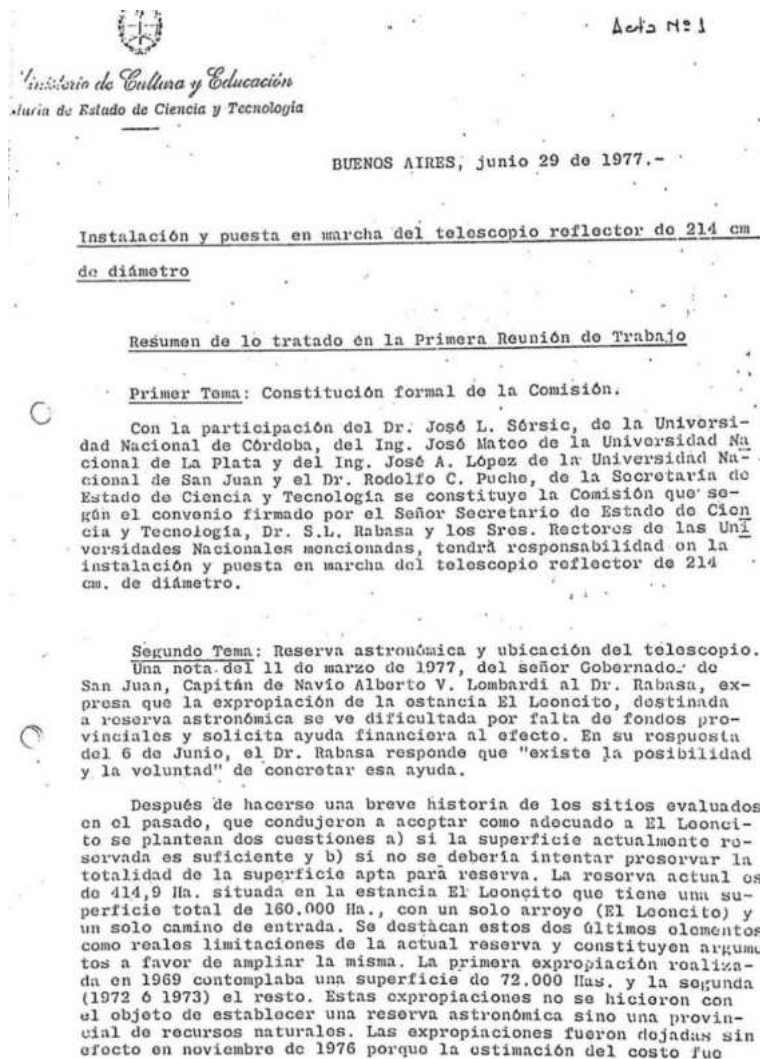 Acta Nº 1
Ministerio de Cultura y Educación
de Estado de Ciencia y Tecnología
BUENOS AIRES, junio 29 de 1977.-
Instalación y puesta en marcha del telescopio reflector de 214 cm
de diámetro
Resumen de lo tratado en la Primera Reunión de Trabajo
Primer Tema: Constitución formal de la Comisión.
Con la participación del Dr. José L. Sérsic, de la Universi-
dad Nacional de Córdoba, del Ing. José Mateo de la Universidad Na
cional de La Plata y del Ing. José A. López de la Universidad Na-
cional de San Juan y el Dr. Rodolfo C. Puche, de la Secretaría de
Estado de Ciencia y Tecnología se constituye la Comisión que se-
gún el convenio firmado por el Señor Secretario de Estado de Cien
cia y Tecnología, Dr. S.L. Rabasa y los Sres. Rectores de las Uni
versidades Nacionales mencionadas, tendrá responsabilidad en la
instalación y puesta en marcha del telescopio reflector de 214
cm. de diámetro.
Segundo Tema: Reserva astronómica y ubicación del telescopio.
Una nota del 11 de marzo de 1977, del señor Gobernador de
San Juan, Capitán de Navío Alberto V. Lombardi al Dr. Rabasa, ex-
presa que la expropiación de la estancia El Leoncito, destinada
a reserva astronómica se ve dificultada por falta de fondos pro-
vinciales y solicita ayuda financiera al efecto. En su respuesta
del 6 de Junio, el Dr. Rabasa responde que "existe la posibilidad
y la voluntad" de concretar esa ayuda.
Después de hacerse una breve historia de los sitios evaluados
en el pasado, que condujeron a aceptar como adecuado a El Leonci-
to se plantean dos cuestiones a) si la superficie actualmente re-
servada es suficiente y b) si no se debería intentar preservar la
totalidad de la superficie apta para reserva. La reserva actual es
de 414,9 Ha. situada en la estancia El Leoncito que tiene una su-
perficie total de 160.000 Ha., con un solo arroyo (El Leoncito) y
un solo camino de entrada. Se destacan estos dos últimos elementos
como reales limitaciones de la actual reserva y constituyen argume
tos a favor de ampliar la misma. La primera expropiación realiza-
da en 1969 contemplaba una superficie de 72.000 Has. y la segunda
(1972 ó 1973) el resto. Estas expropiaciones no se hicieron con
el objeto de establecer una reserva astronómica sino una provin-
cial de recursos naturales. Las expropiaciones fueron dejadas sin
efecto en noviembre de 1976 porque la estimación del costo fue